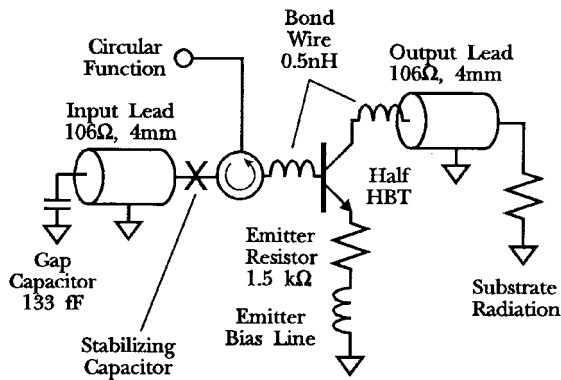 Bond
Wire
0.5nH
Circular
Function
Output Lead
106Ω, 4mm
Input Lead
106Ω, 4mm
Half
HBT
Gap
Capacitor
133 fF
Emitter
Resistor
1.5 kΩ
Emitter
Bias Line
Substrate
Radiation
Stabilizing
Capacitor